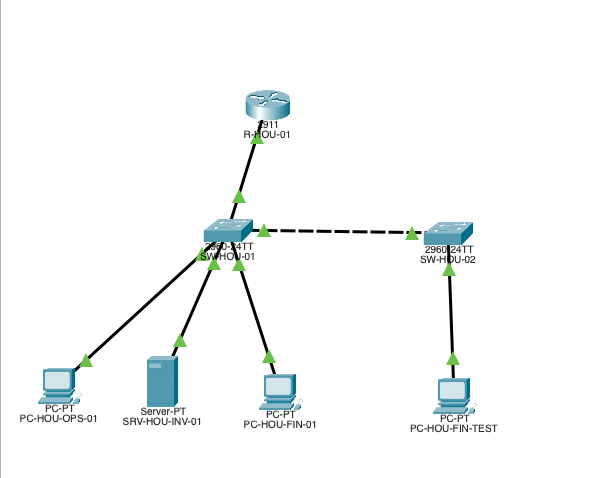 2911
R-HOU-01
2960-24TT
SW-HOU-01
2960-24TT
SW-HOU-02
PC-PT
PC-HOU-OPS-01
Server-PT
SRV-HOU-INV-01
PC-PT
PC-HOU-FIN-01
PC-PT
PC-HOU-FIN-TEST